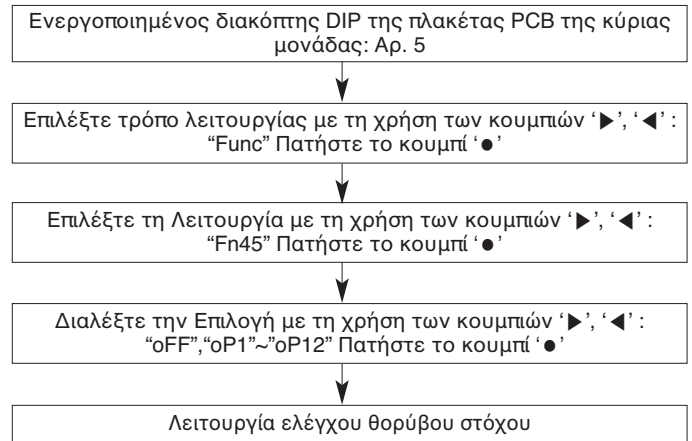 Ενεργοποιημένος διακόπτης DIP της πλακέτας PCB της κύριας
μονάδας: Αρ. 5
Επιλέξτε τρόπο λειτουργίας με τη χρήση των κουμπιών ‘▶’, ‘◀’ :
“Func” Πατήστε το κουμπί ‘●’
Επιλέξτε τη Λειτουργία με τη χρήση των κουμπιών ‘▶’, ‘◀’ :
“Fn45” Πατήστε το κουμπί ‘●’
Διαλέξτε την Επιλογή με τη χρήση των κουμπιών ‘▶’, ‘◀’ :
“oFF”,“oP1”~”oP12” Πατήστε το κουμπί ‘●’
Λειτουργία ελέγχου θορύβου στόχου